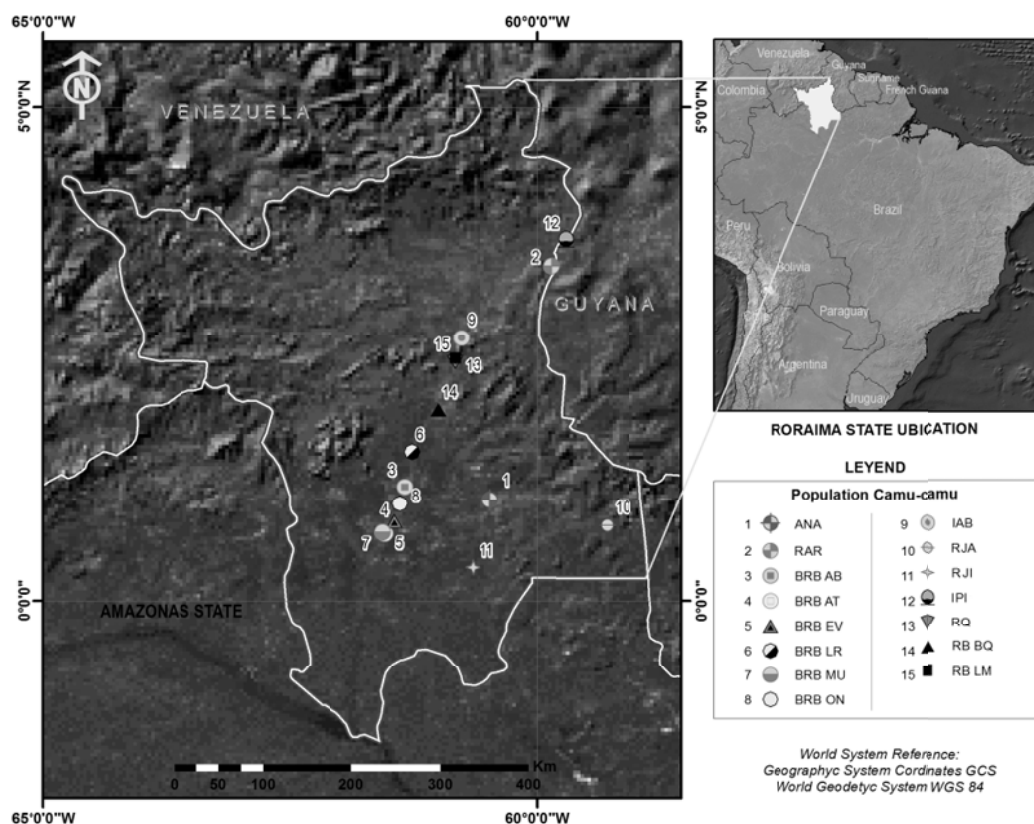 65°0'0"W
60°0'0"W
N
VENEZUELA
5°0'0"N
12
2
GUYANA
9
15
13
14
6
3
8
4
7
5
1
10
11
0°0'0"
AMAZONAS STATE
0
50
100
200
300
400
Km
65°0'0"W
60°0'0"W
5°0'0"N
0°0'0"
Venezuela
Guyana
Suriname
French Guiana
Colombia
Brazil
Peru
Bolivia
Paraguay
Argentina
Uruguay
RORAIMA STATE UBICATION
LEYEND
Population Camu-camu
1 ANA
2 RAR
3 BRB AB
4 BRB AT
5 BRB EV
6 BRB LR
7 BRB MU
8 BRB ON
9 IAB
10 RJA
11 RJI
12 IPI
13 RQ
14 RB BQ
15 RB LM
World System Reference:
Geographyc System Cordinates GCS
World Geodetyc System WGS 84